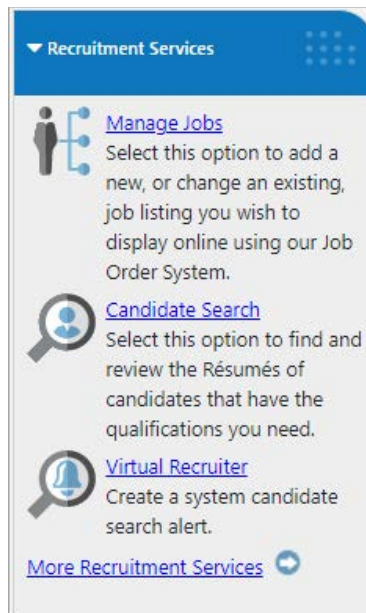 Recruitment Services
Manage Jobs
Select this option to add a
new, or change an existing,
job listing you wish to
display online using our Job
Order System.
Candidate Search
Select this option to find and
review the Résumés of
candidates that have the
qualifications you need.
Virtual Recruiter
Create a system candidate
search alert.
More Recruitment Services